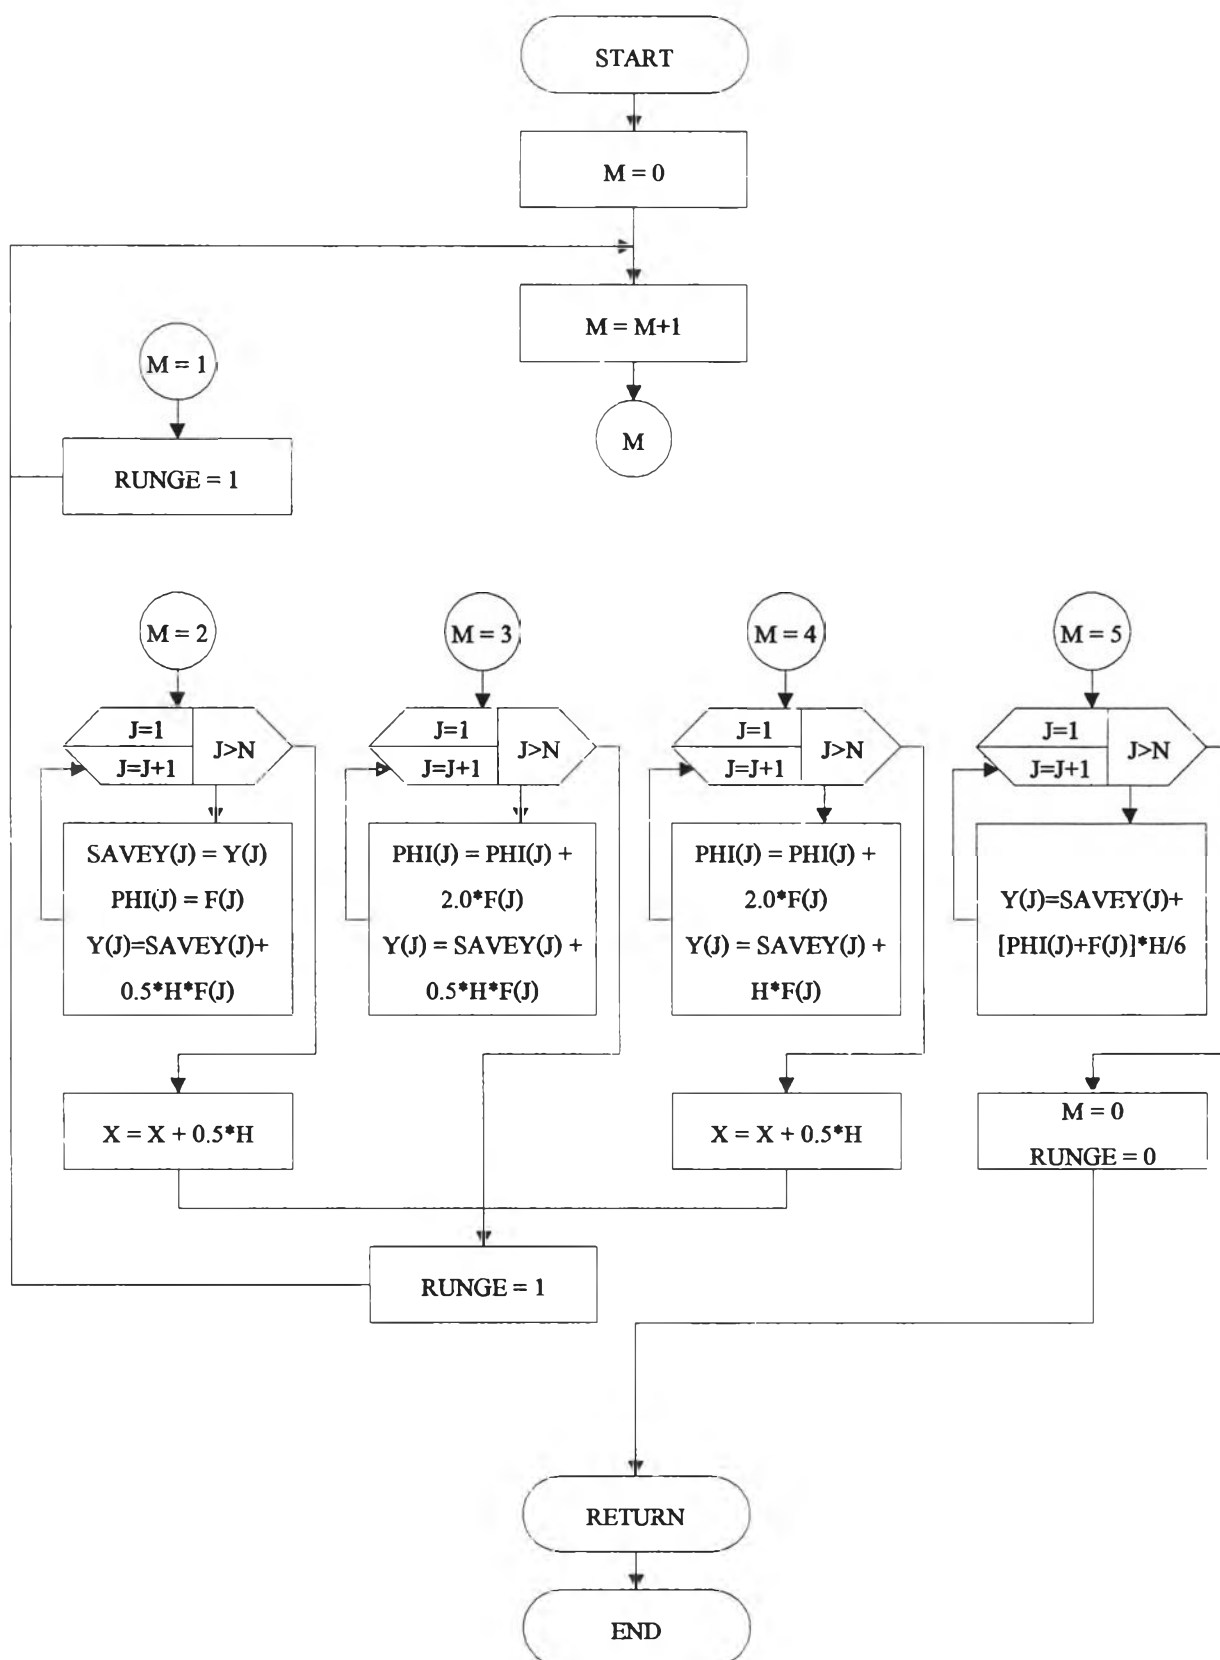 START
M = 0
M = M+1
M
M = 1
RUNGE = 1
M = 2
J=1
J=J+1
J>N
SAVEY(J) = Y(J)
PHI(J) = F(J)
Y(J)=SAVEY(J)+
0.5*H*F(J)
X = X + 0.5*H
M = 3
J=1
J=J+1
J>N
PHI(J) = PHI(J) +
2.0*F(J)
Y(J) = SAVEY(J) +
0.5*H*F(J)
RUNGE = 1
M = 4
J=1
J=J+1
J>N
PHI(J) = PHI(J) +
2.0*F(J)
Y(J) = SAVEY(J) +
H*F(J)
X = X + 0.5*H
M = 5
J=1
J=J+1
J>N
Y(J)=SAVEY(J)+
[PHI(J)+F(J)]*H/6
M = 0
RUNGE = 0
RETURN
END